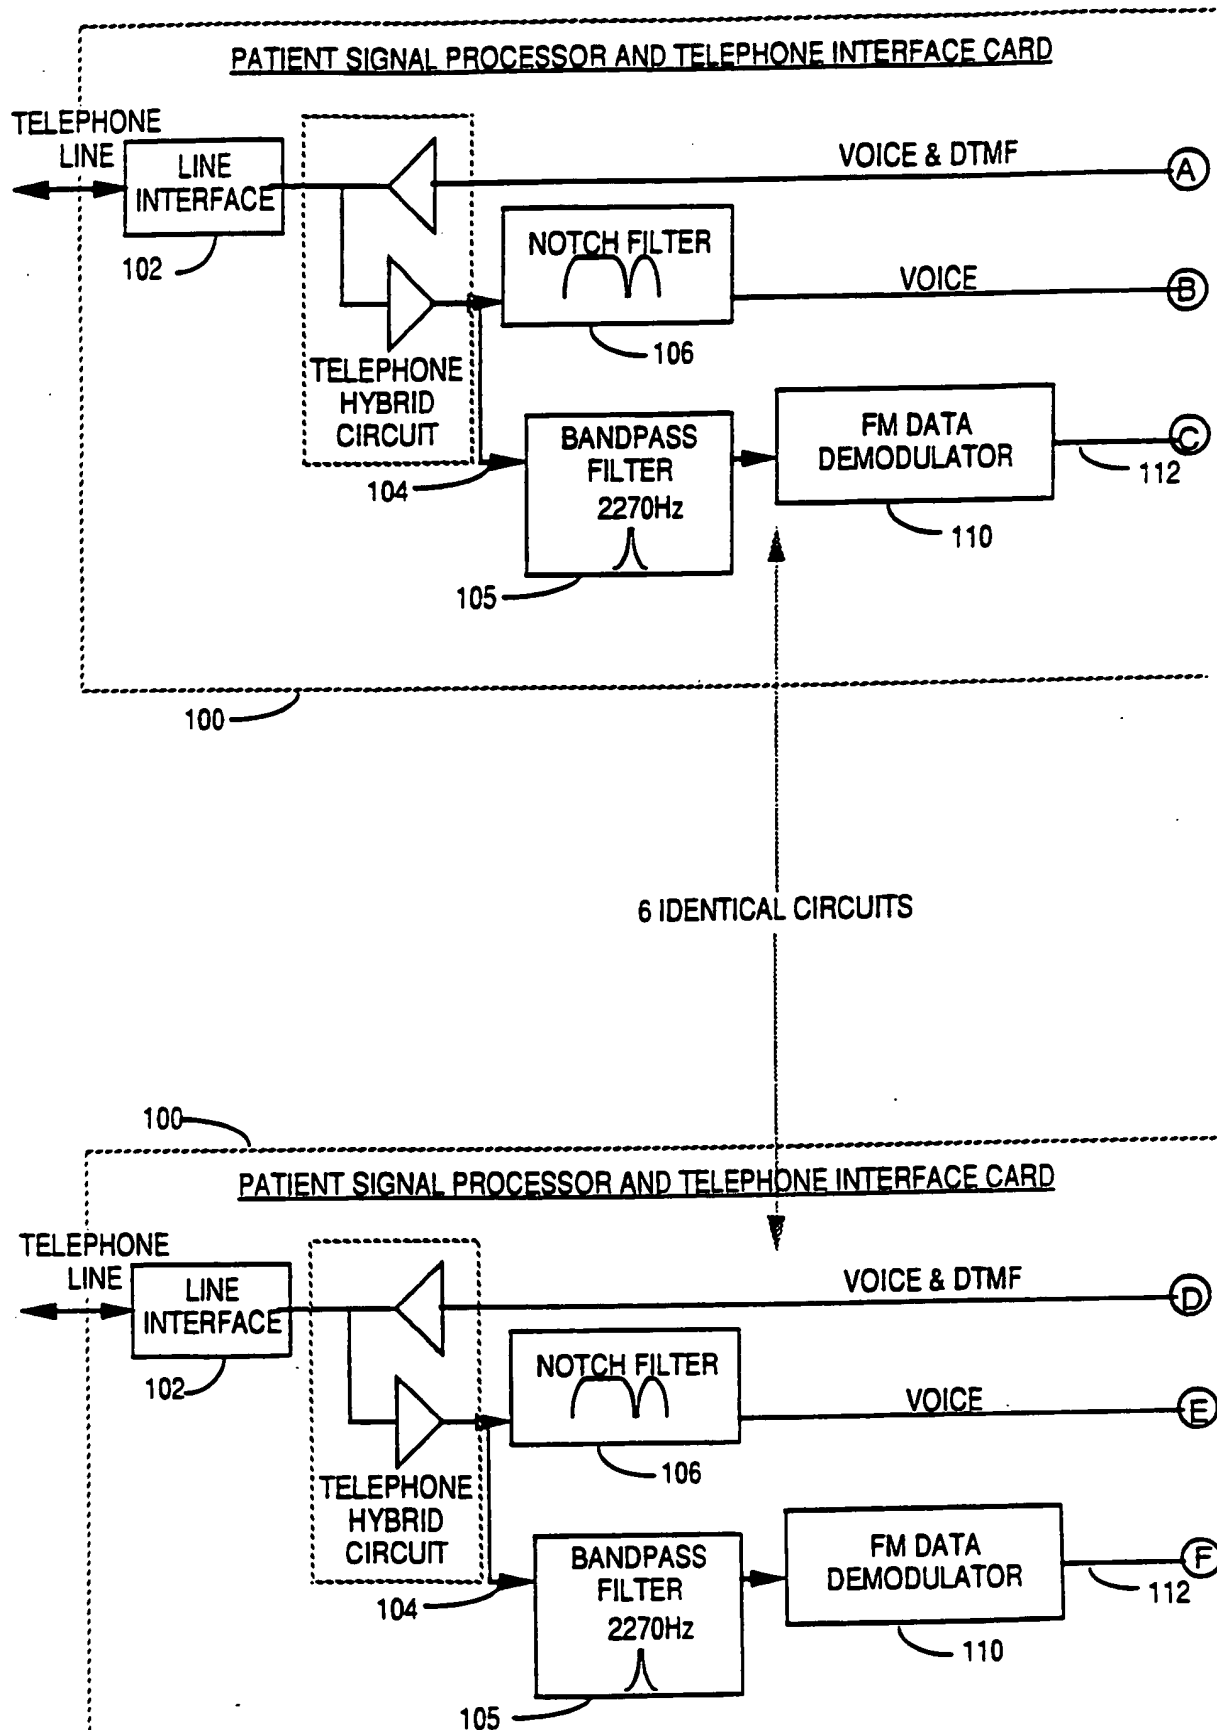 PATIENT SIGNAL PROCESSOR AND TELEPHONE INTERFACE CARD
TELEPHONE
LINE
LINE
INTERFACE
102
VOICE & DTMF
A
NOTCH FILTER
106
VOICE
B
TELEPHONE
HYBRID
CIRCUIT
104
BANDPASS
FILTER
2270Hz
105
FM DATA
DEMODULATOR
110
112
C
100
6 IDENTICAL CIRCUITS
100
PATIENT SIGNAL PROCESSOR AND TELEPHONE INTERFACE CARD
TELEPHONE
LINE
LINE
INTERFACE
102
VOICE & DTMF
D
NOTCH FILTER
106
VOICE
E
TELEPHONE
HYBRID
CIRCUIT
104
BANDPASS
FILTER
2270Hz
105
FM DATA
DEMODULATOR
110
112
F